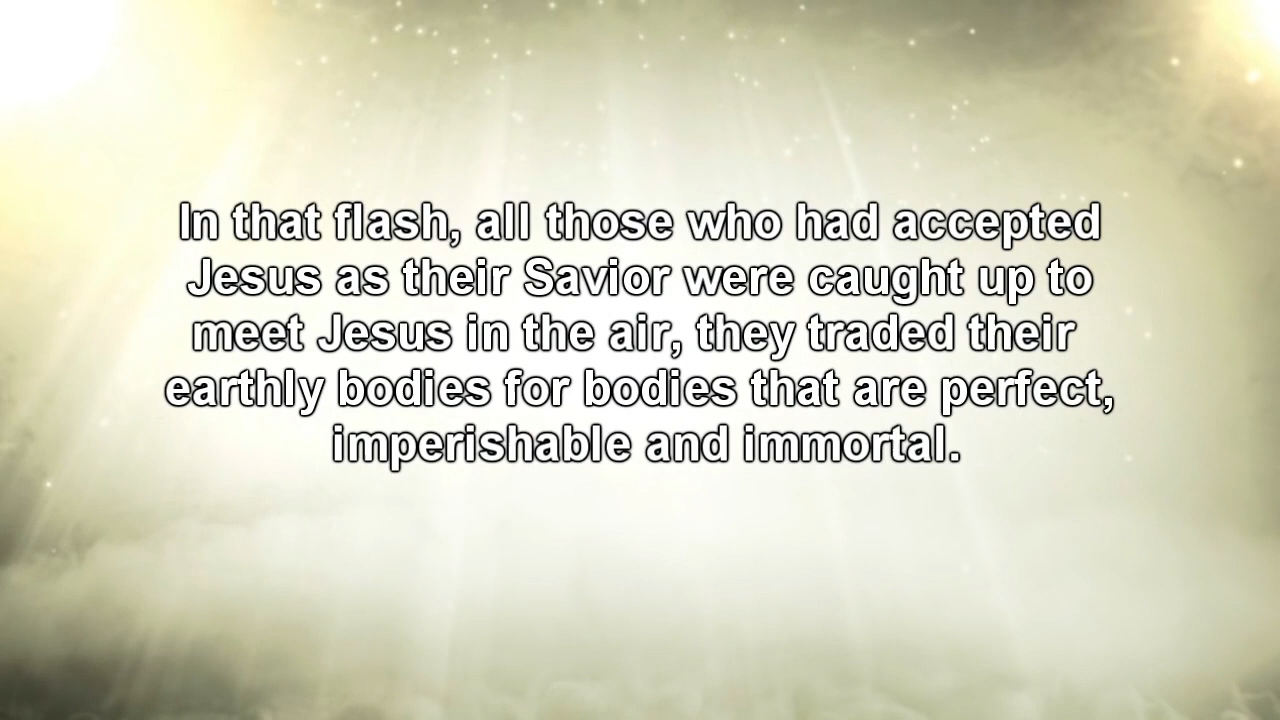 In that flash, all those who had accepted
Jesus as their Savior were caught up to
meet Jesus in the air, they traded their
earthly bodies for bodies that are perfect,
imperishable and immortal.